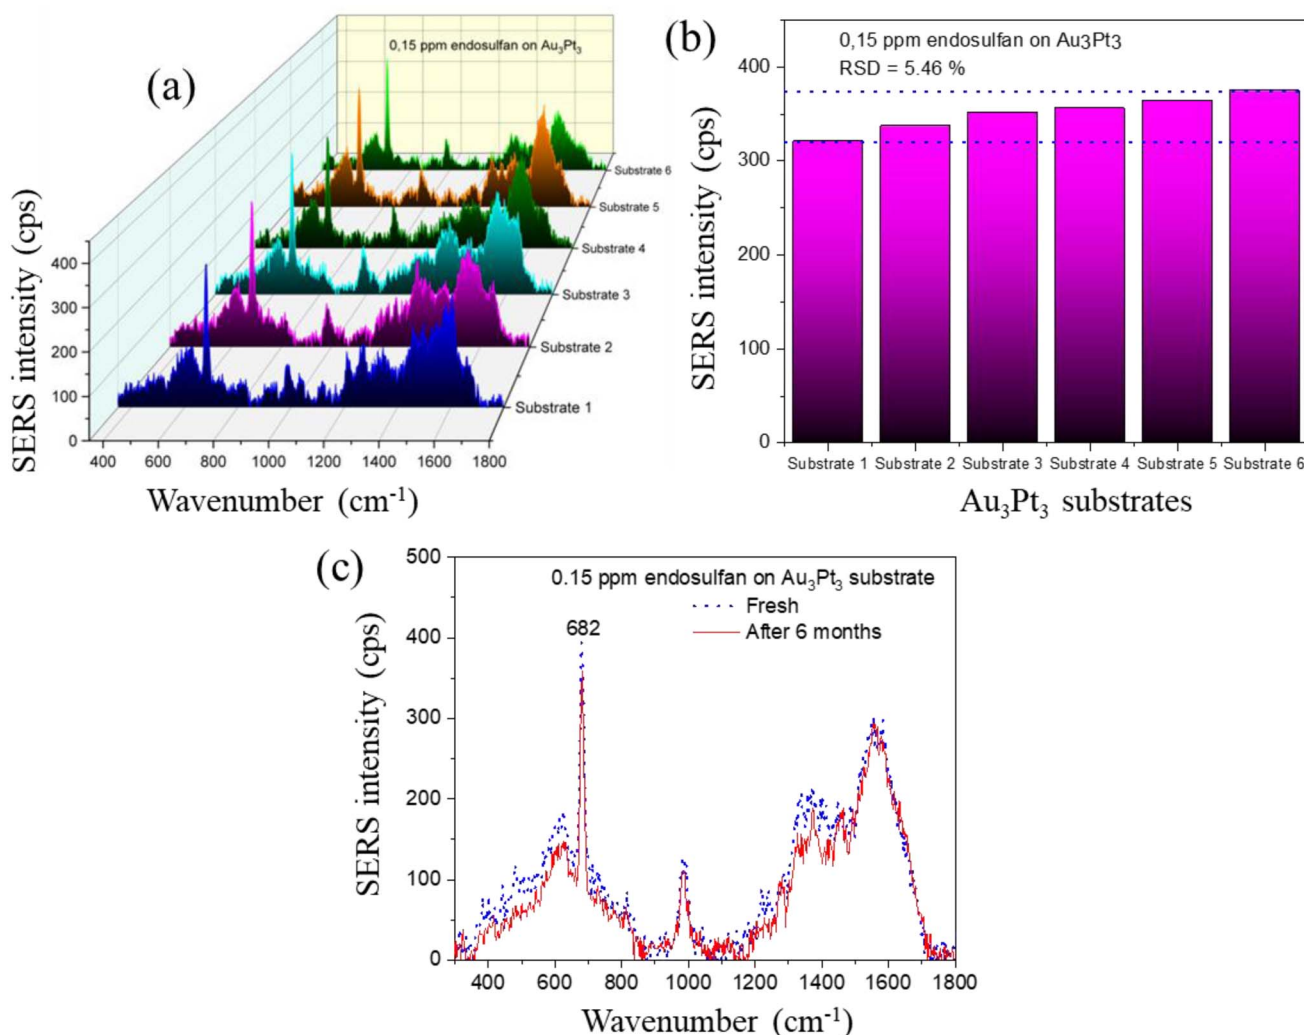 (a)
0,15 ppm endosulfan on Au₃Pt₃
SERS intensity (cps)
400
300
200
100
0
400 600 800 1000 1200 1400 1600 1800
Substrate 6
Substrate 5
Substrate 4
Substrate 3
Substrate 2
Substrate 1
Wavenumber (cm⁻¹)
(b)
0,15 ppm endosulfan on Au3Pt3
RSD = 5.46 %
SERS intensity (cps)
400
300
200
100
0
Substrate 1 Substrate 2 Substrate 3 Substrate 4 Substrate 5 Substrate 6
Au₃Pt₃ substrates
(c)
0.15 ppm endosulfan on Au₃Pt₃ substrate
Fresh
After 6 months
682
SERS intensity (cps)
500
400
300
200
100
0
400 600 800 1000 1200 1400 1600 1800
Wavenumber (cm⁻¹)